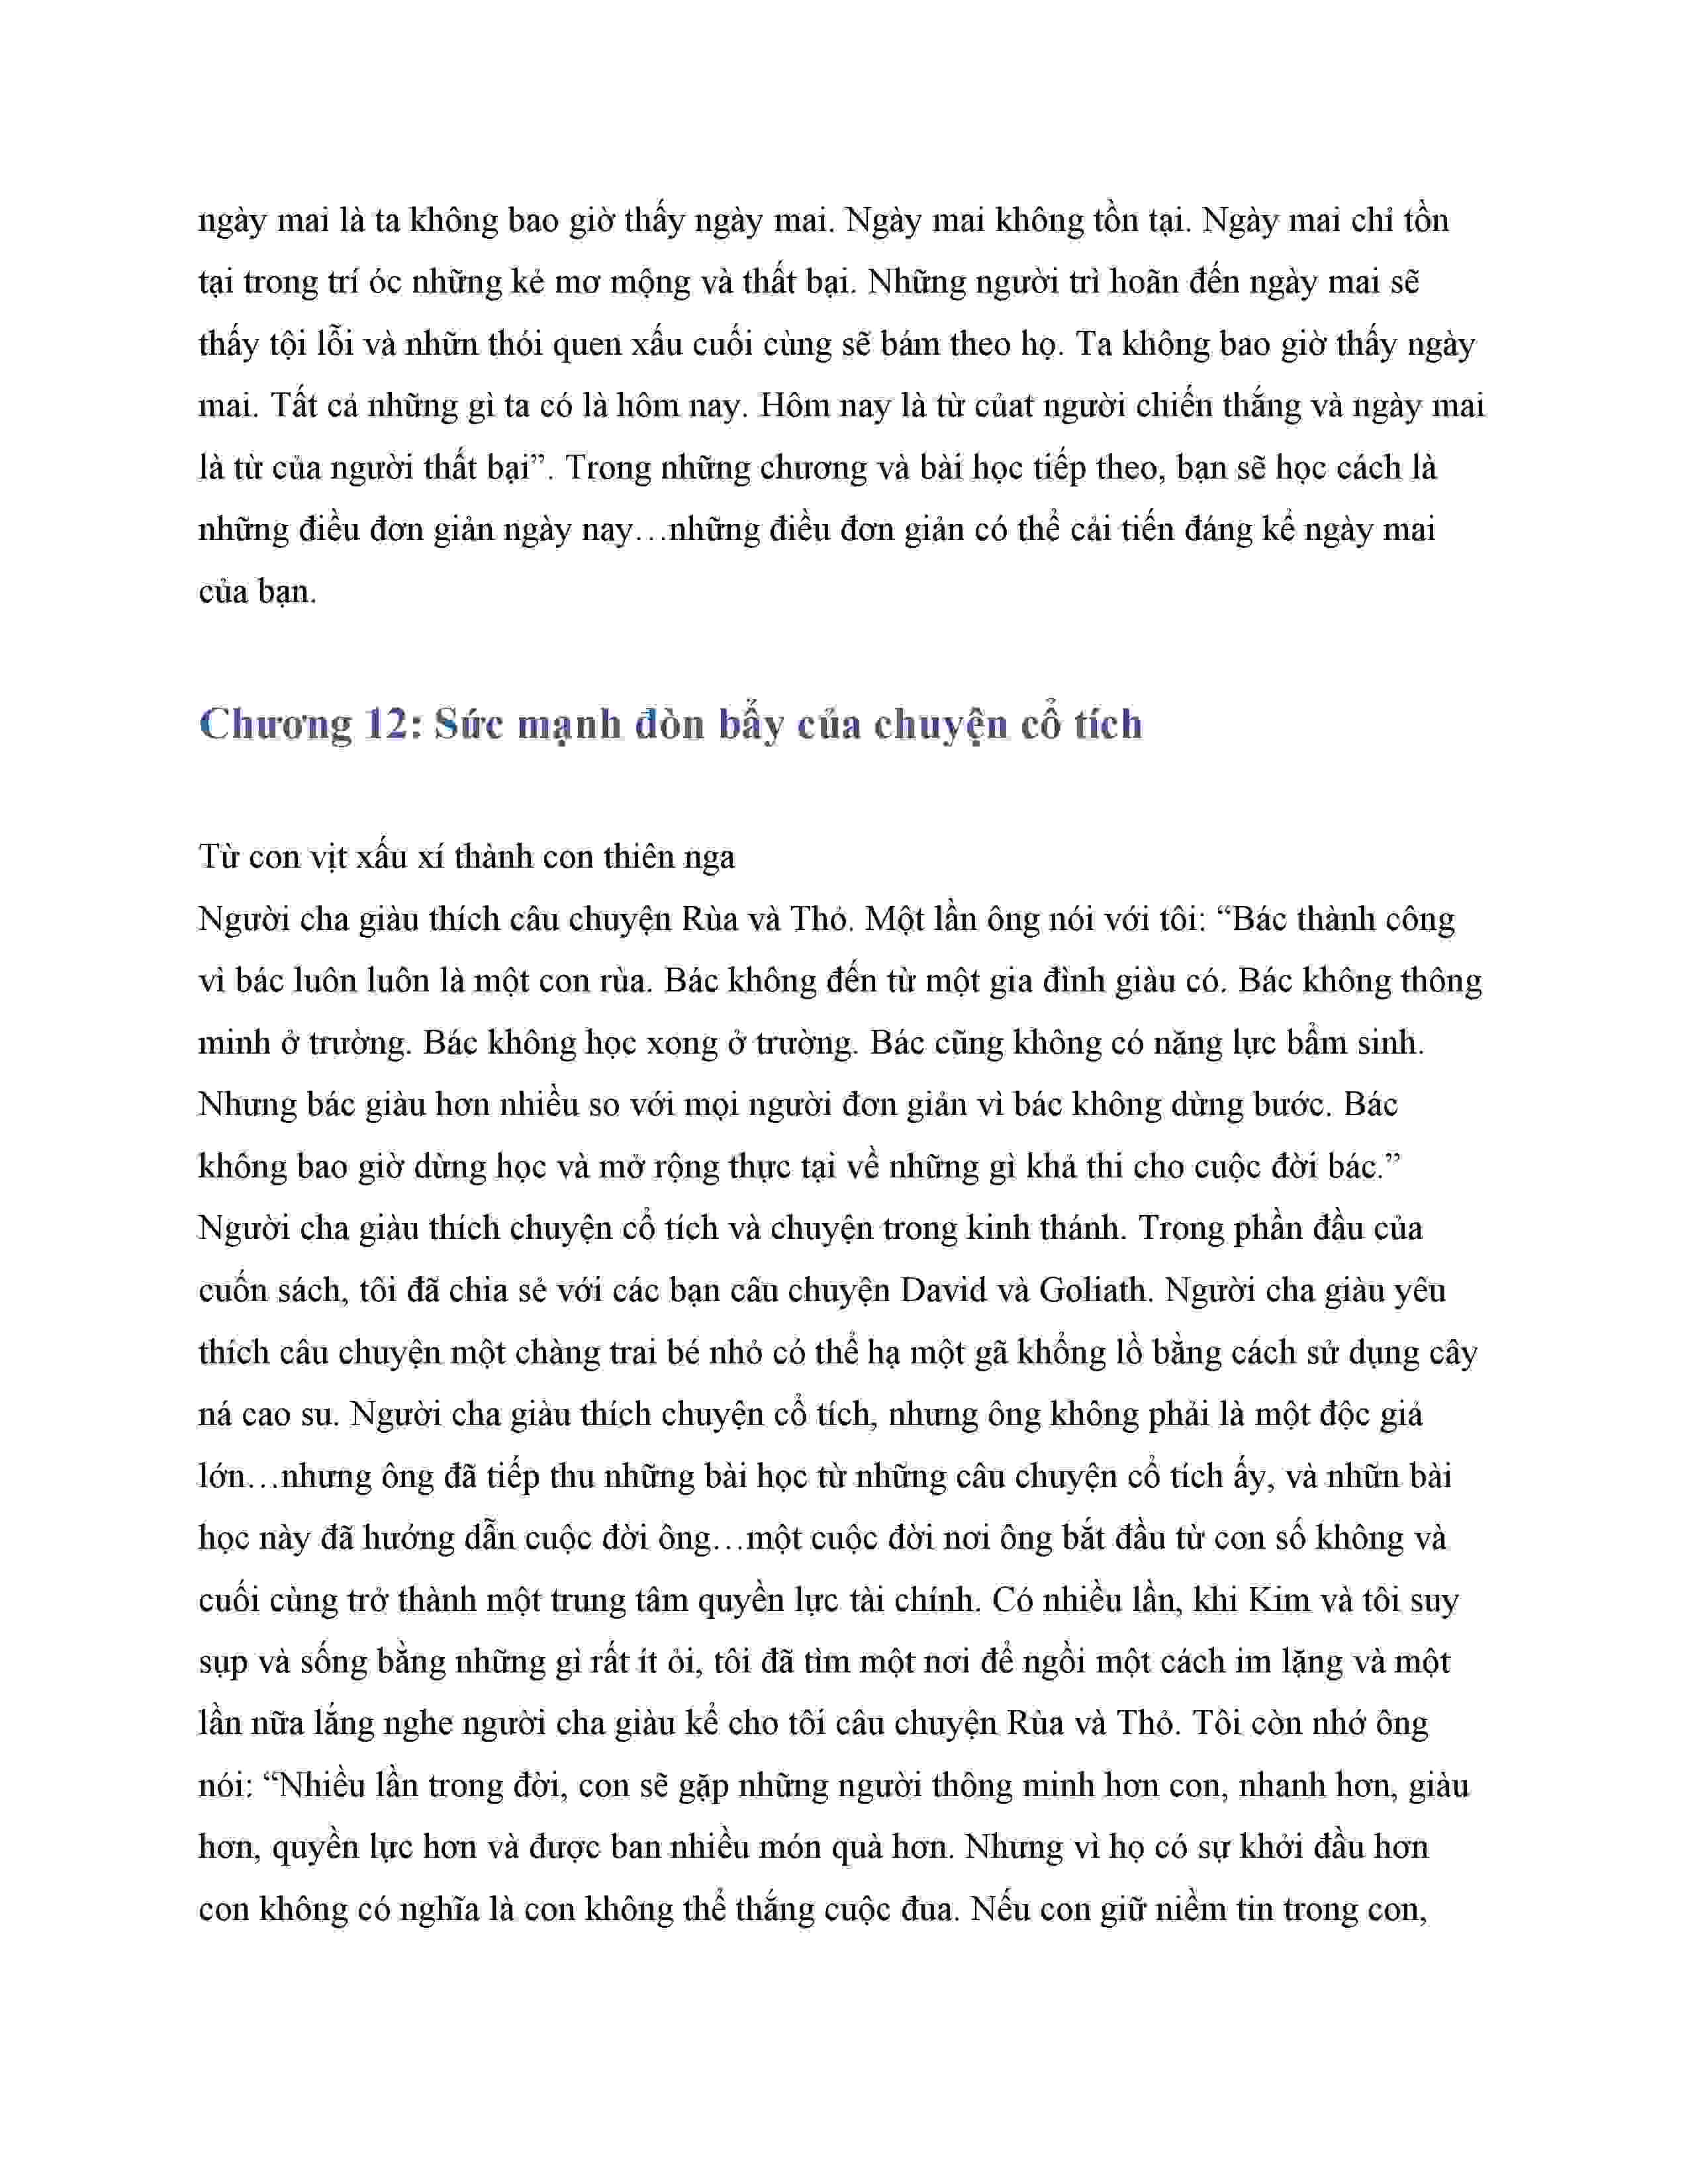 ngày mai là ta không bao giờ thấy ngày mai. Ngày mai không tồn tại. Ngày mai chỉ tồn
tại trong trí óc những kẻ mơ mộng và thất bại. Những người trì hoãn đến ngày mai sẽ
thấy tội lỗi và nhữn thói quen xấu cuối cùng sẽ bám theo họ. Ta không bao giờ thấy ngày
mai. Tất cả những gì ta có là hôm nay. Hôm nay là từ củat người chiến thắng và ngày mai
là từ của người thất bại”. Trong những chương và bài học tiếp theo, bạn sẽ học cách là
những điều đơn giản ngày nay…những điều đơn giản có thể cải tiến đáng kể ngày mai
của bạn.
Chương 12: Sức mạnh đòn bẩy của chuyện cổ tích
Từ con vịt xấu xí thành con thiên nga
Người cha giàu thích câu chuyện Rùa và Thỏ. Một lần ông nói với tôi: “Bác thành công
vì bác luôn luôn là một con rùa. Bác không đến từ một gia đình giàu có. Bác không thông
minh ở trường. Bác không học xong ở trường. Bác cũng không có năng lực bẩm sinh.
Nhưng bác giàu hơn nhiều so với mọi người đơn giản vì bác không dừng bước. Bác
không bao giờ dừng học và mở rộng thực tại về những gì khả thi cho cuộc đời bác.”
Người cha giàu thích chuyện cổ tích và chuyện trong kinh thánh. Trong phần đầu của
cuốn sách, tôi đã chia sẻ với các bạn câu chuyện David và Goliath. Người cha giàu yêu
thích câu chuyện một chàng trai bé nhỏ có thể hạ một gã khổng lồ bằng cách sử dụng cây
ná cao su. Người cha giàu thích chuyện cổ tích, nhưng ông không phải là một độc giả
lớn…nhưng ông đã tiếp thu những bài học từ những câu chuyện cổ tích ấy, và nhữn bài
học này đã hướng dẫn cuộc đời ông…một cuộc đời nơi ông bắt đầu từ con số không và
cuối cùng trở thành một trung tâm quyền lực tài chính. Có nhiều lần, khi Kim và tôi suy
sụp và sống bằng những gì rất ít ỏi, tôi đã tìm một nơi để ngồi một cách im lặng và một
lần nữa lắng nghe người cha giàu kể cho tôi câu chuyện Rùa và Thỏ. Tôi còn nhớ ông
nói: “Nhiều lần trong đời, con sẽ gặp những người thông minh hơn con, nhanh hơn, giàu
hơn, quyền lực hơn và được ban nhiều món quà hơn. Nhưng vì họ có sự khởi đầu hơn
con không có nghĩa là con không thể thắng cuộc đua. Nếu con giữ niềm tin trong con,